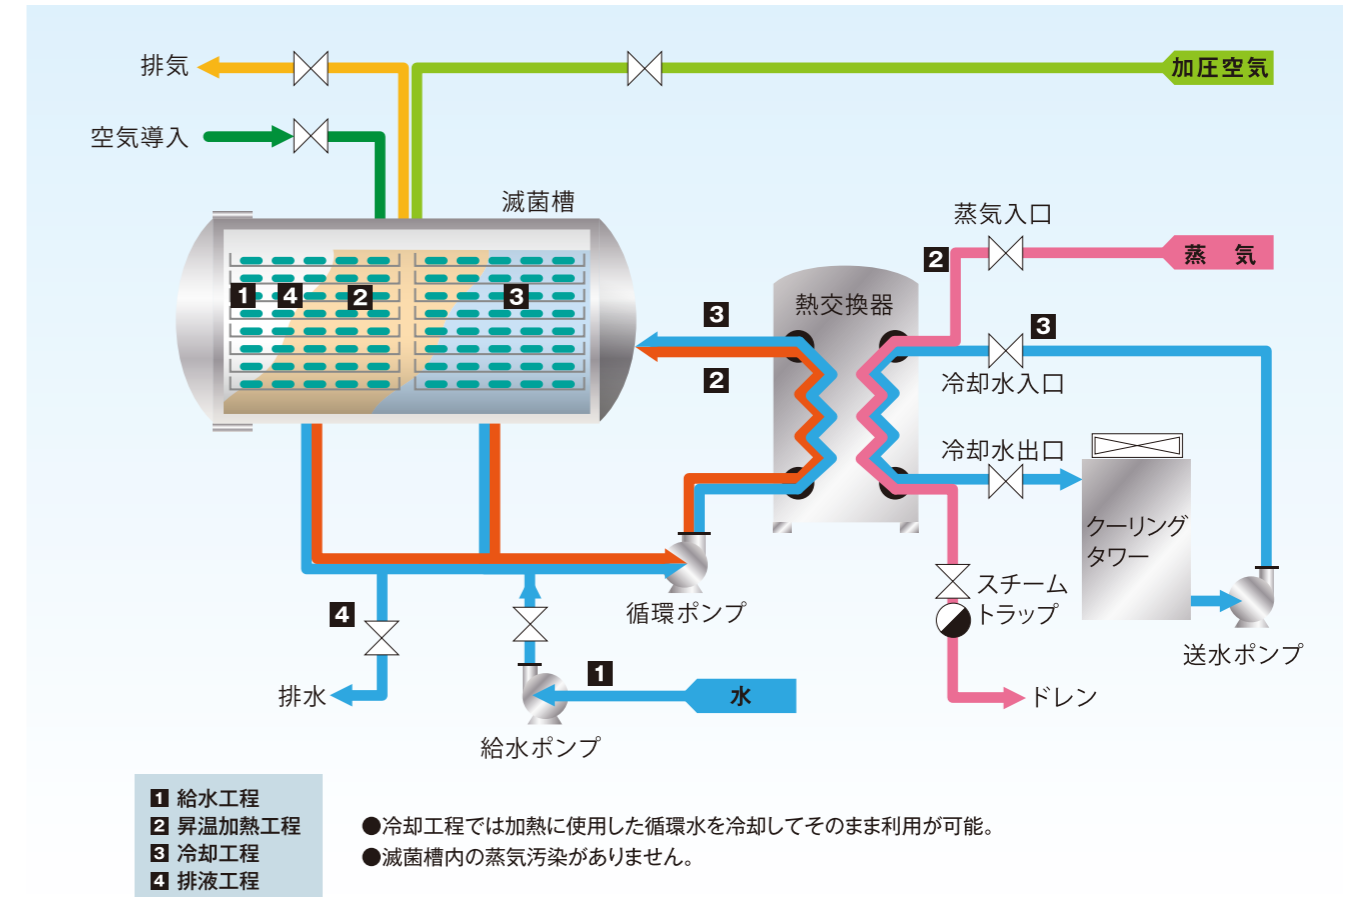 排気
加圧空気
空気導入
滅菌槽
蒸気入口
2
蒸 気
1
4
2
3
3
2
熱交換器
3
冷却水入口
冷却水出口
クーリング
タワー
スチーム
トラップ
循環ポンプ
4
送水ポンプ
1
排水
水
ドレン
給水ポンプ
1 給水工程
2 昇温加熱工程
3 冷却工程
4 排液工程
●冷却工程では加熱に使用した循環水を冷却してそのまま利用が可能。
●滅菌槽内の蒸気汚染がありません。